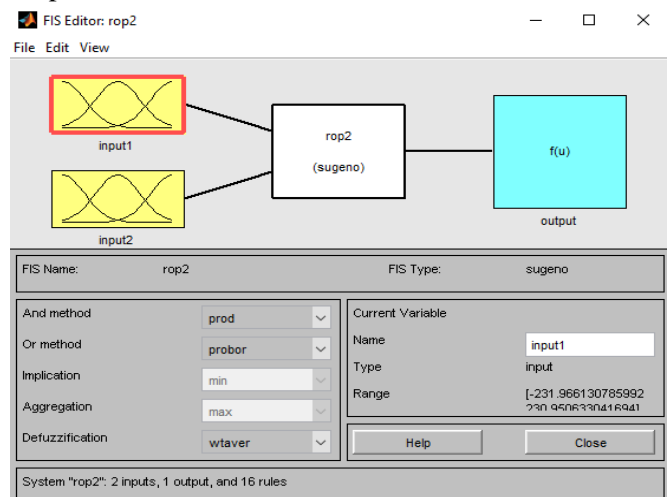 FIS Editor: rop2
File Edit View
input1
rop2
(sugeno)
f(u)
input2
output
FIS Name: rop2 FIS Type: sugeno
And method prod
Or method probor
Implication min
Aggregation max
Defuzzification wtaver
Current Variable
Name input1
Type input
Range [-231.966130785992
230.950633041694]
Help Close
System "rop2": 2 inputs, 1 output, and 16 rules